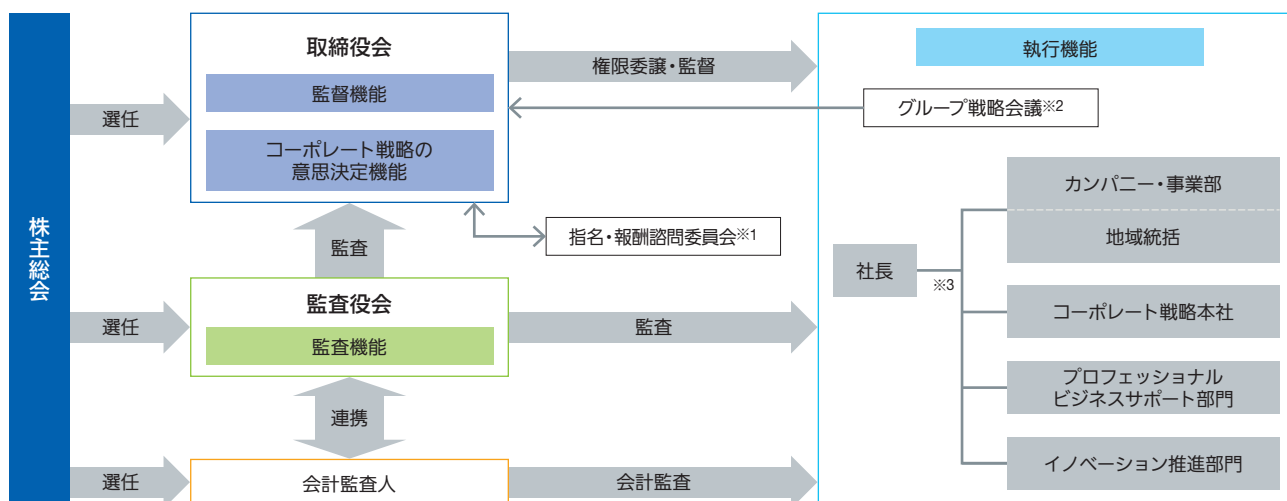 株主総会
選任
取締役会
監督機能
コーポレート戦略の
意思決定機能
権限委譲・監督
執行機能
グループ戦略会議※2
監査
指名・報酬諮問委員会※1
選任
監査役会
監査機能
監査
社長
※3
カンパニー・事業部
地域統括
コーポレート戦略本社
プロフェッショナル
ビジネスサポート部門
イノベーション推進部門
連携
選任
会計監査人
会計監査